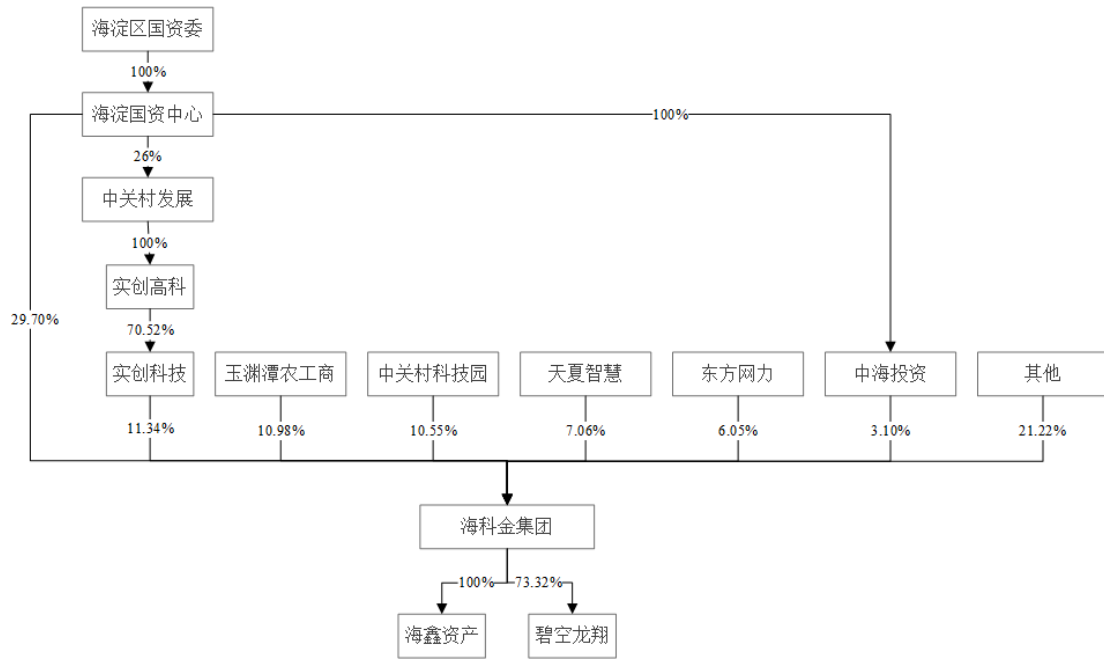 海淀区国资委
100%
海淀国资中心
100%
26%
中关村发展
100%
实创高科
29.70%
70.52%
实创科技
玉渊潭农工商
中关村科技园
天夏智慧
东方网力
中海投资
其他
11.34%
10.98%
10.55%
7.06%
6.05%
3.10%
21.22%
海科金集团
100%
73.32%
海鑫资产
碧空龙翔